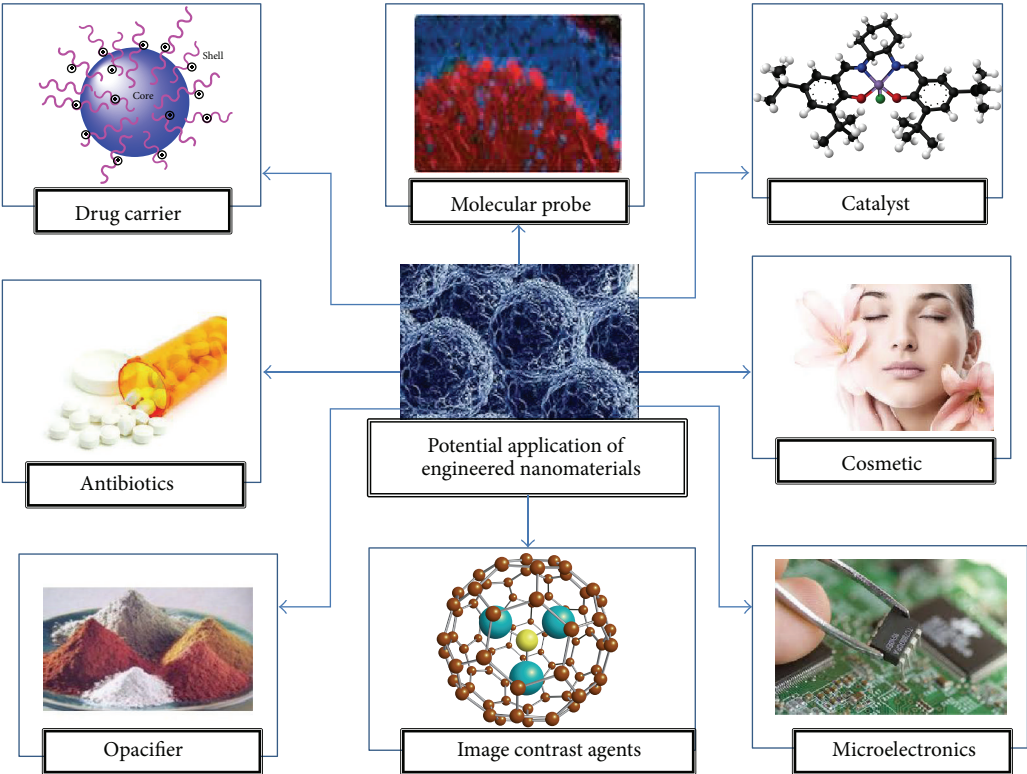 Shell
Core
Drug carrier
Molecular probe
Catalyst
Antibiotics
Potential application of
engineered nanomaterials
Cosmetic
Opacifier
Image contrast agents
Microelectronics